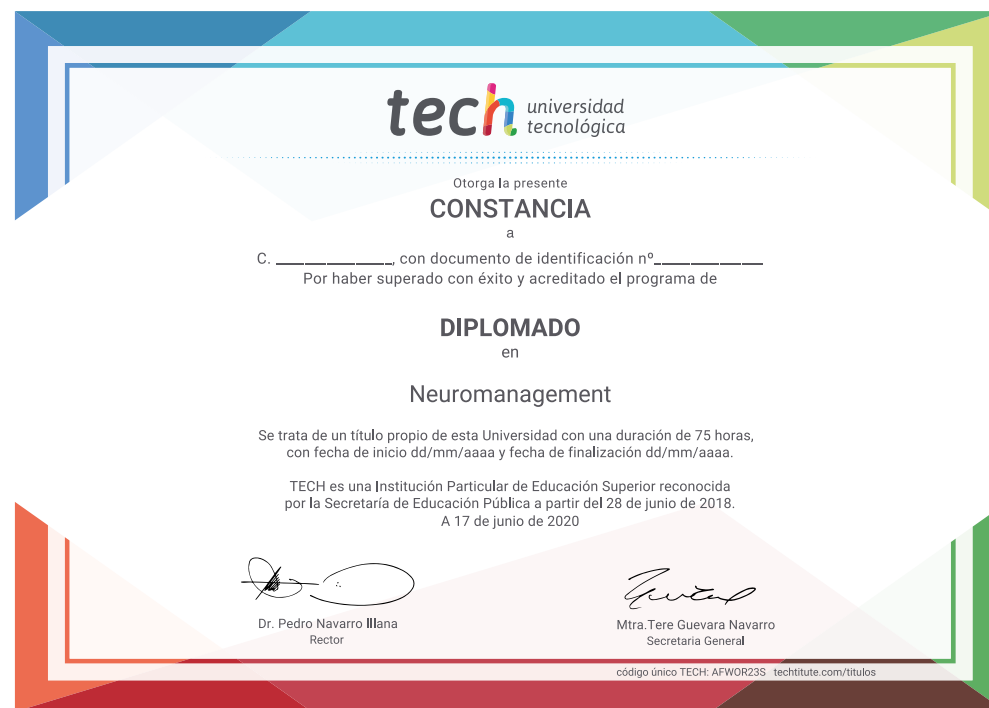 tech universidad
tecnológica
Otorga la presente
CONSTANCIA
a
C. ______________, con documento de identificación nº_____________
Por haber superado con éxito y acreditado el programa de
DIPLOMADO
en
Neuromanagement
Se trata de un título propio de esta Universidad con una duración de 75 horas,
con fecha de inicio dd/mm/aaaa y fecha de finalización dd/mm/aaaa.
TECH es una Institución Particular de Educación Superior reconocida
por la Secretaría de Educación Pública a partir del 28 de junio de 2018.
A 17 de junio de 2020
Dr. Pedro Navarro Illana
Rector
Mtra.Tere Guevara Navarro
Secretaria General
código único TECH: AFWOR23S techtitute.com/titulos